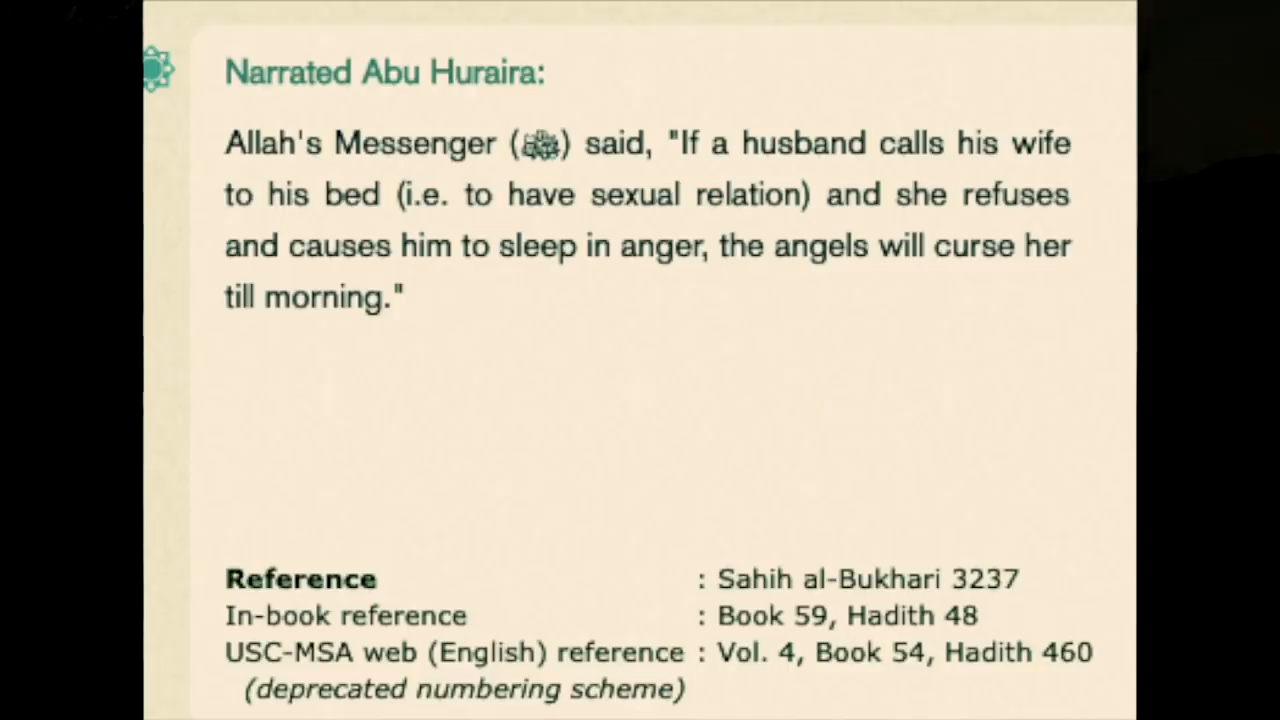 Narrated Abu Huraira:
Allah's Messenger (ﷺ) said, "If a husband calls his wife
to his bed (i.e. to have sexual relation) and she refuses
and causes him to sleep in anger, the angels will curse her
till morning."
Reference : Sahih al-Bukhari 3237
In-book reference : Book 59, Hadith 48
USC-MSA web (English) reference : Vol. 4, Book 54, Hadith 460
(deprecated numbering scheme)